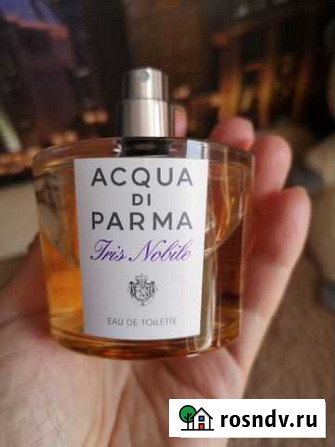 ACQUA
DI
PARMA
Iris Nobile
EAU DE TOILETTE
rosndv.ru